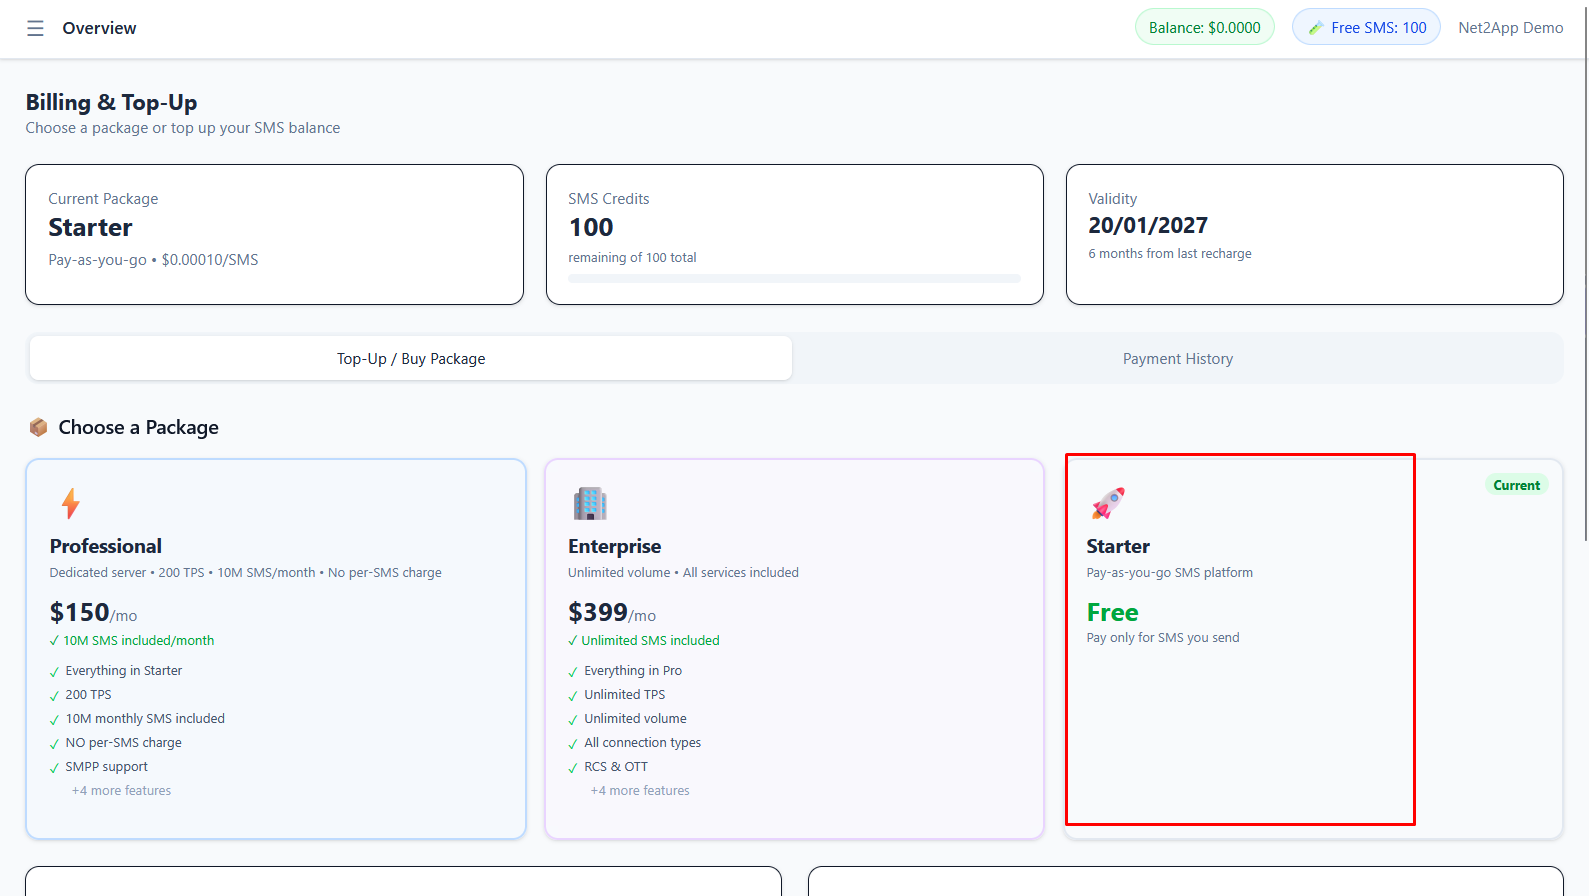 Overview
Balance: $0.0000
Free SMS: 100
Net2App Demo
Billing & Top-Up
Choose a package or top up your SMS balance
Current Package
Starter
Pay-as-you-go • $0.00010/SMS
SMS Credits
100
remaining of 100 total
Validity
20/01/2027
6 months from last recharge
Top-Up / Buy Package
Payment History
Choose a Package
Professional
Dedicated server • 200 TPS • 10M SMS/month • No per-SMS charge
$150/mo
✓ 10M SMS included/month
✓ Everything in Starter
✓ 200 TPS
✓ 10M monthly SMS included
✓ NO per-SMS charge
✓ SMPP support
+4 more features
Enterprise
Unlimited volume • All services included
$399/mo
✓ Unlimited SMS included
✓ Everything in Pro
✓ Unlimited TPS
✓ Unlimited volume
✓ All connection types
✓ RCS & OTT
+4 more features
Current
Starter
Pay-as-you-go SMS platform
Free
Pay only for SMS you send